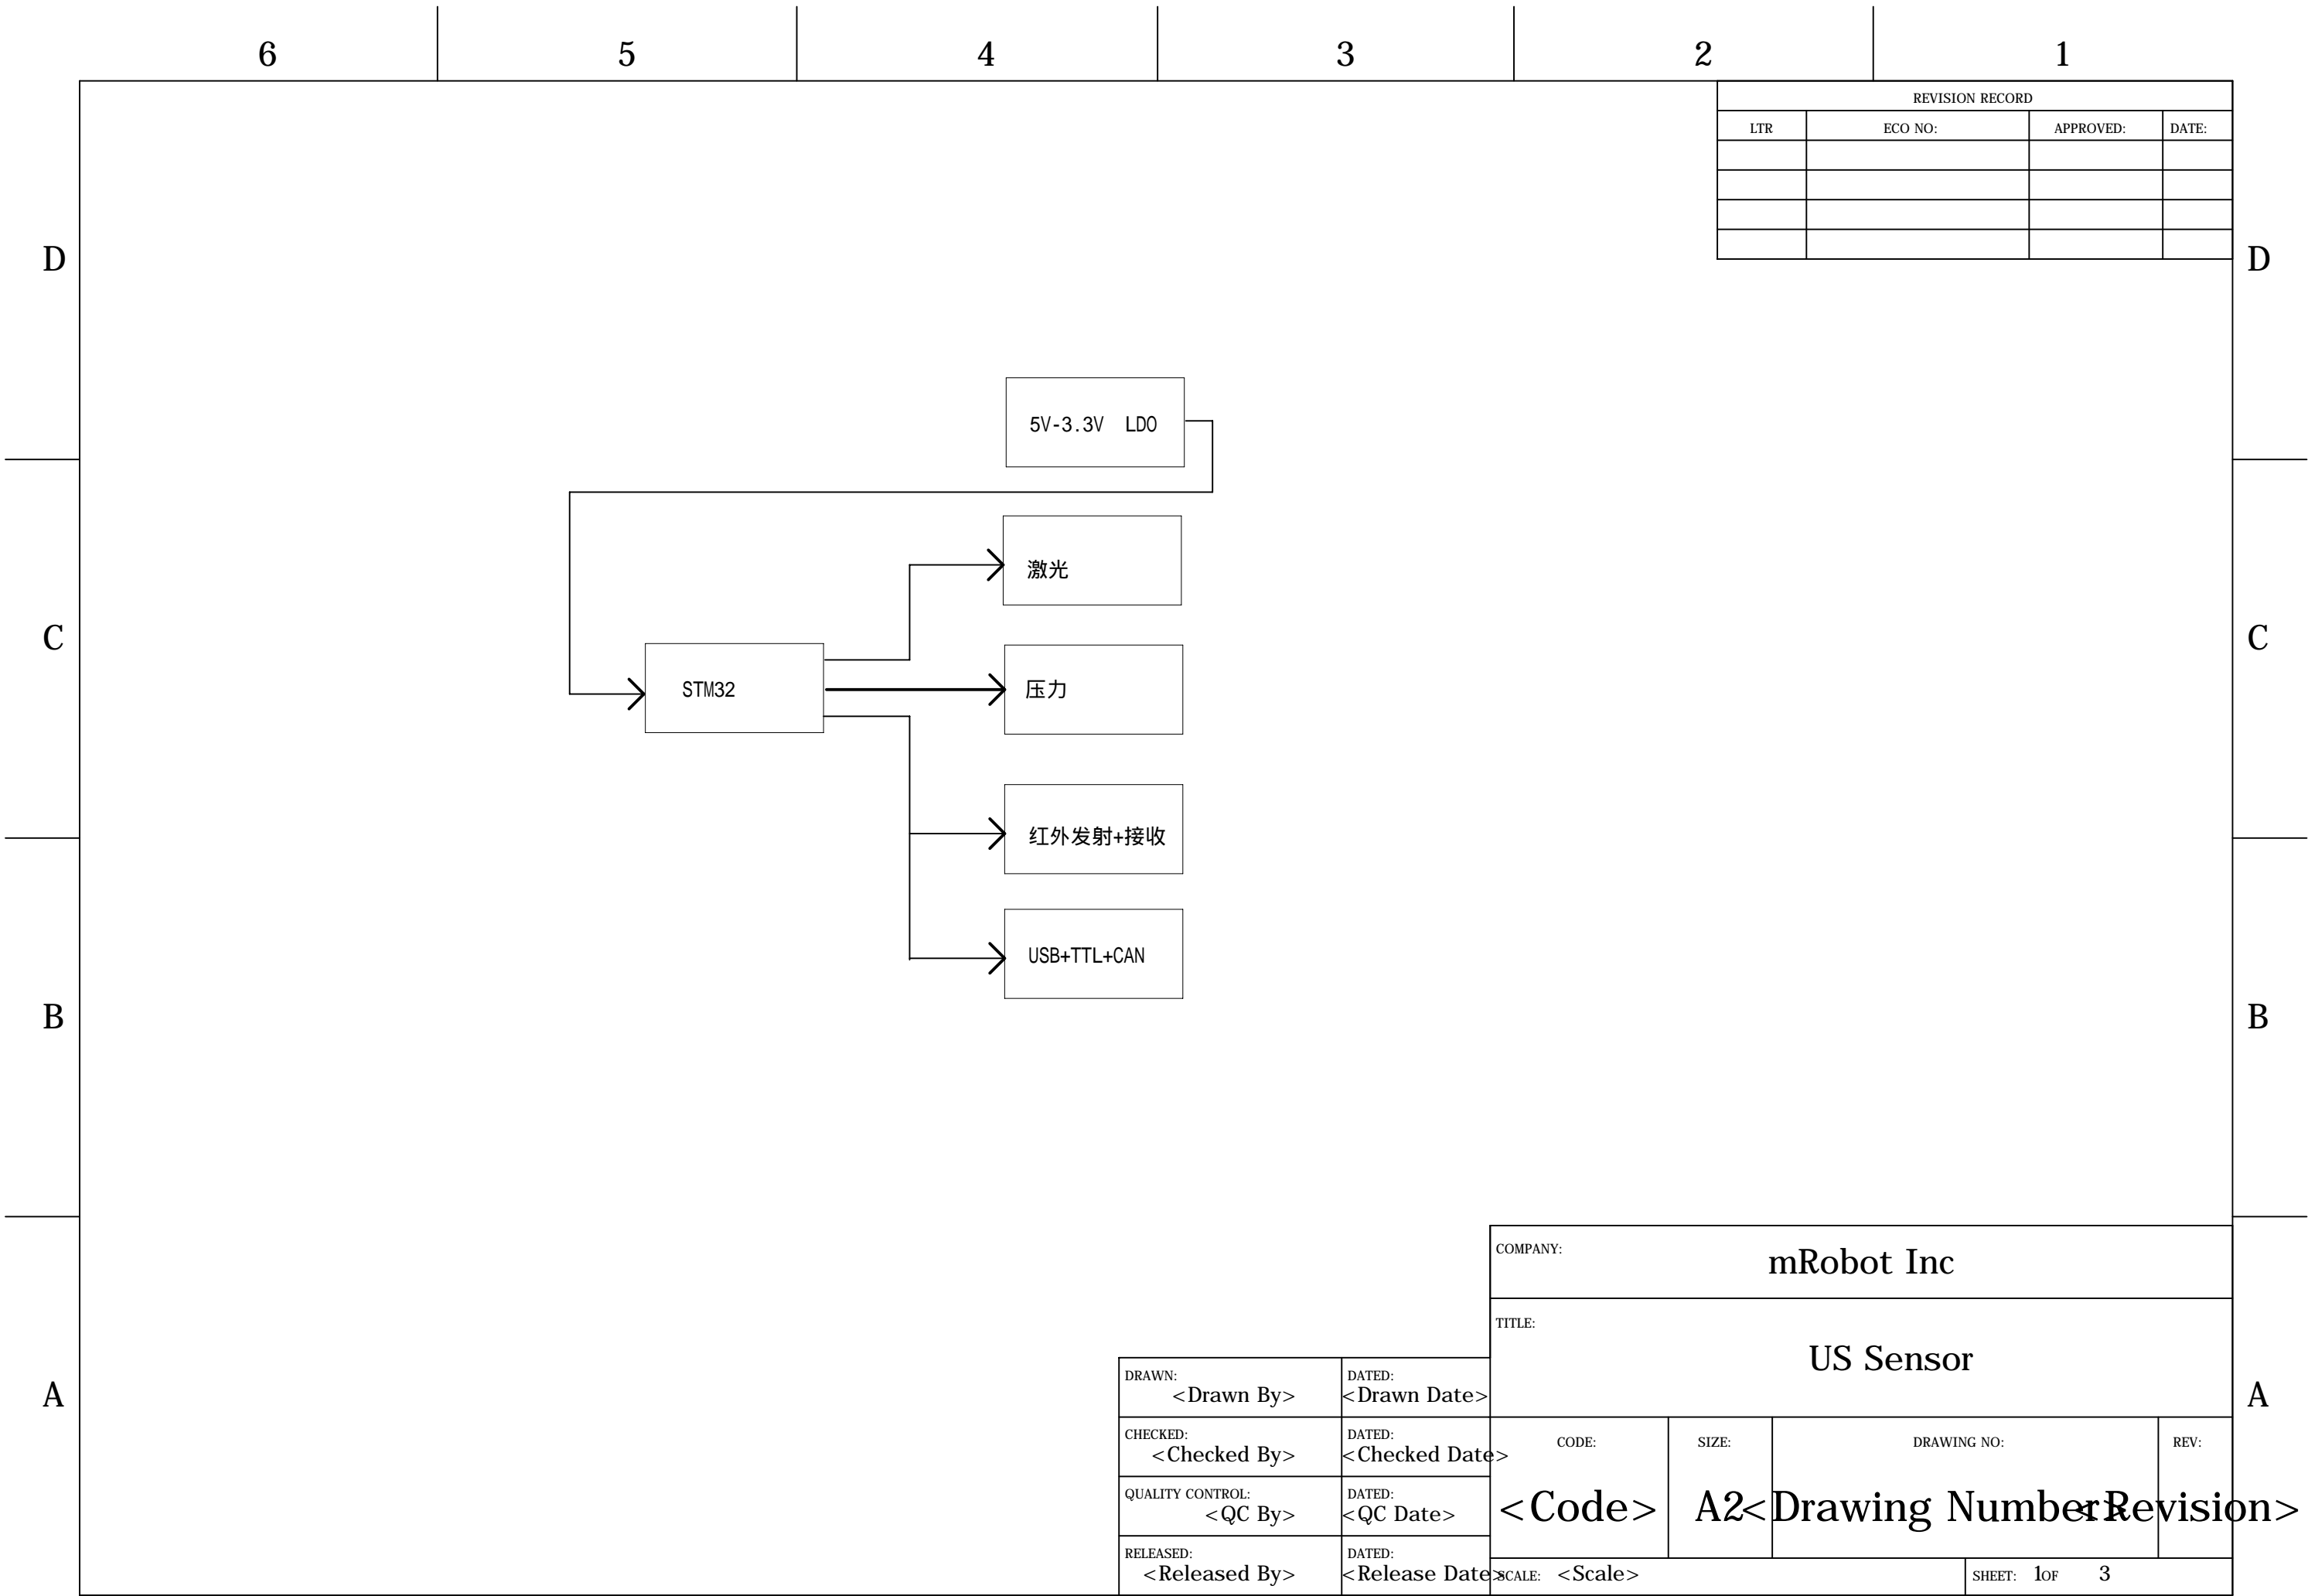 6 5 4 3 2 1
REVISION RECORD
LTR ECO NO: APPROVED: DATE:
D D
5V-3.3V LDO
激光
C C
STM32 压力
红外发射+接收
USB+TTL+CAN
B B
COMPANY: mRobot Inc
TITLE:
US Sensor
A A
DRAWN: DATED:
<Drawn By> <Drawn Date>
CHECKED: DATED:
<Checked By> <Checked Date>
CODE: SIZE: DRAWING NO: REV:
QUALITY CONTROL: DATED:
<QC By> <QC Date>
<Code> A2 <Drawing Number> <Revision>
RELEASED: DATED:
<Released By> <Release Date>
SCALE: <Scale> SHEET: 1 OF 3